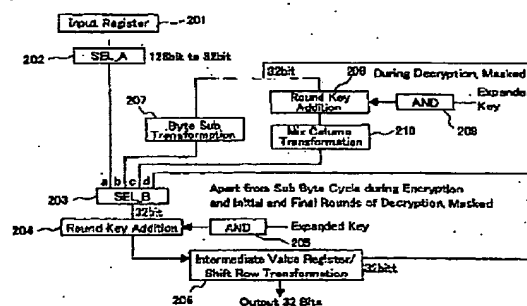 Input Register
201
202
SEL_A
128bit to 32bit
32bit
208
During Decryption, Masked
207
Round Key
Addition
AND
Expanded
Key
209
Byte Sub
Transformation
Mix Column
Transformation
210
a b c d
203
SEL_B
Apart from Sub Byte Cycle during Encryption
and Initial and Final Rounds of Decryption, Masked
32bit
204
Round Key Addition
AND
Expanded Key
205
Intermediate Value Register/
Shift Row Transformation
32bit
206
Output 32 Bits